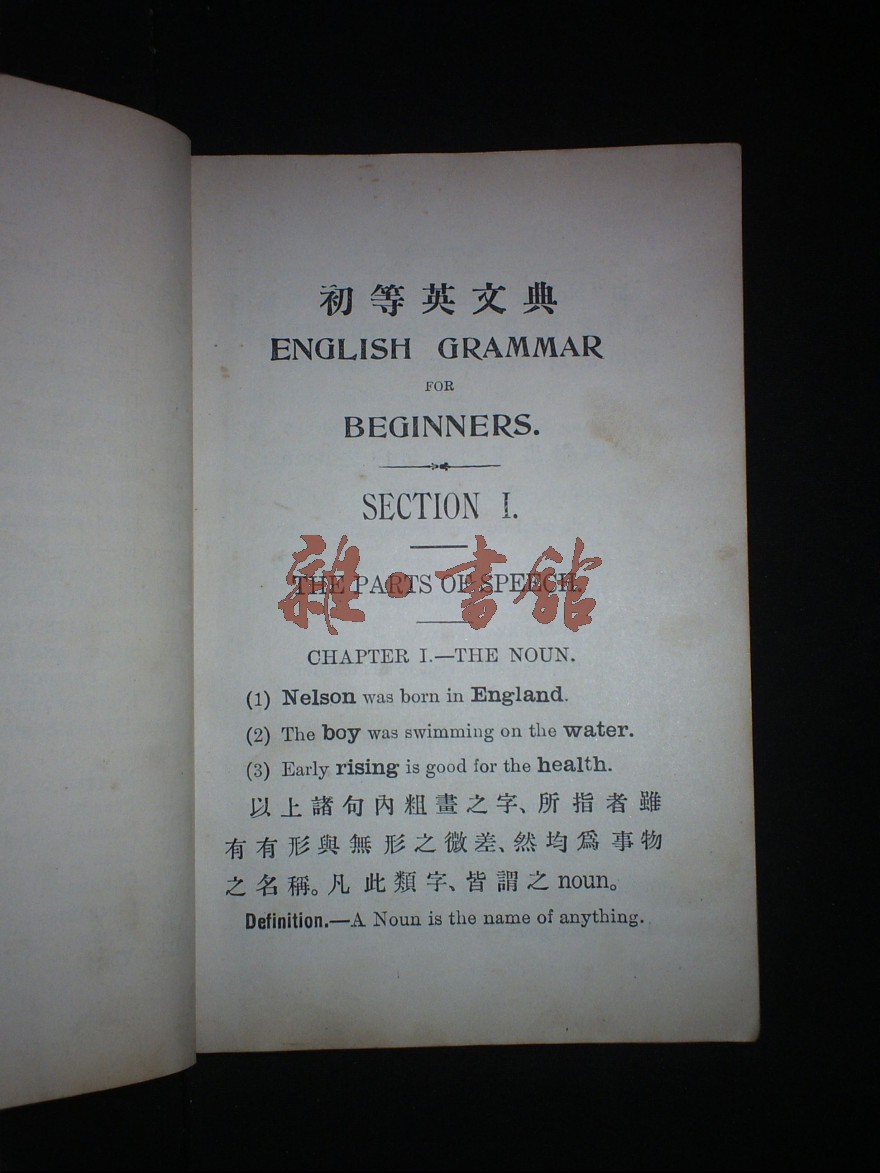 初等英文典
ENGLISH GRAMMAR
FOR
BEGINNERS.
SECTION I.
THE PARTS OF SPEECH.
雜·書館
CHAPTER I.—THE NOUN.
(1) Nelson was born in England.
(2) The boy was swimming on the water.
(3) Early rising is good for the health.
以上諸句內粗畫之字、所指者雖
有有形與無形之微差、然均爲事物
之名稱。凡此類字、皆謂之noun。
Definition.—A Noun is the name of anything.